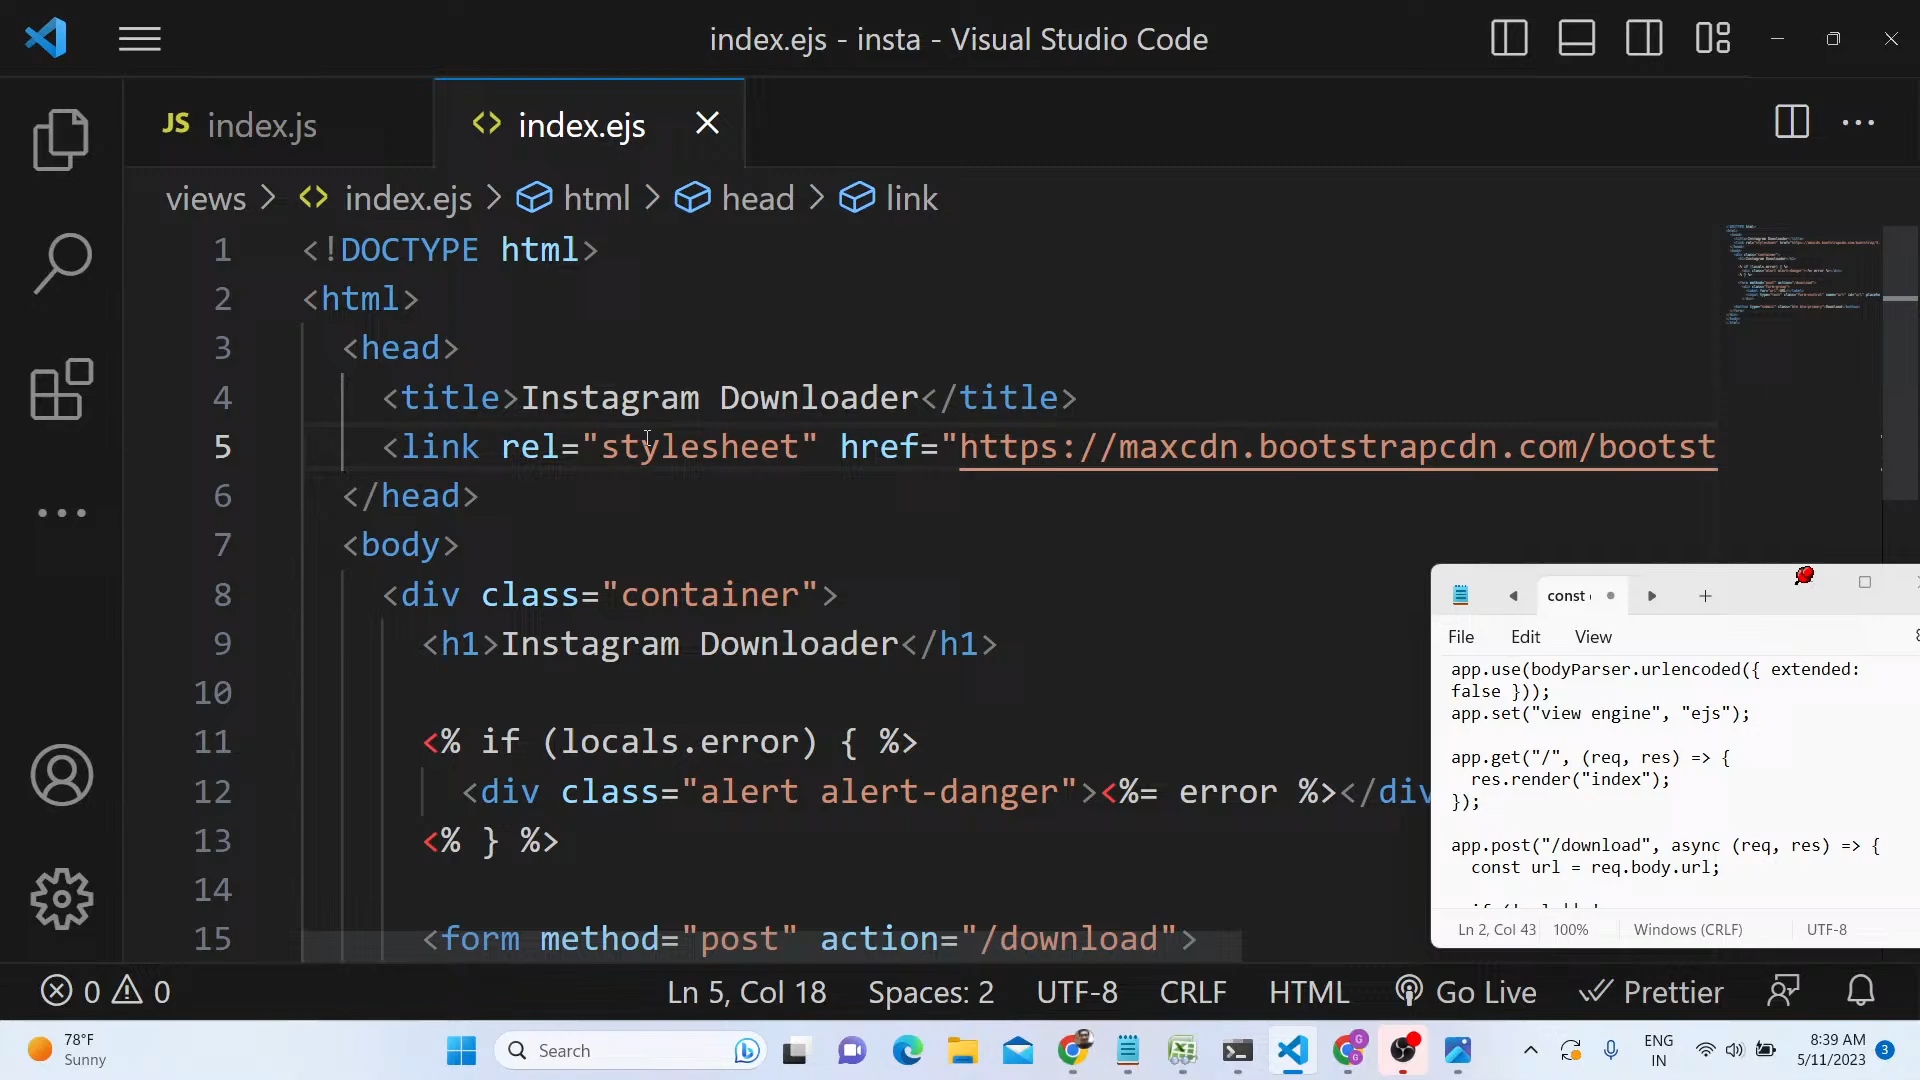 index.ejs - insta - Visual Studio Code
JS index.js
<> index.ejs
views > <> index.ejs > html > head > link
1 <!DOCTYPE html>
2 <html>
3 <head>
4 <title>Instagram Downloader</title>
5 <link rel="stylesheet" href="https://maxcdn.bootstrapcdn.com/bootst
6 </head>
7 <body>
8 <div class="container">
9 <h1>Instagram Downloader</h1>
10
11 <% if (locals.error) { %>
12 <div class="alert alert-danger"><%= error %></div
13 <% } %>
14
15 <form method="post" action="/download">
const
File Edit View
app.use(bodyParser.urlencoded({ extended:
false }));
app.set("view engine", "ejs");
app.get("/", (req, res) => {
res.render("index");
});
app.post("/download", async (req, res) => {
const url = req.body.url;
Ln 2, Col 43 100% Windows (CRLF) UTF-8
0 0 Ln 5, Col 18 Spaces: 2 UTF-8 CRLF HTML Go Live Prettier
78°F
Sunny
Search
ENG
IN
8:39 AM
5/11/2023
3